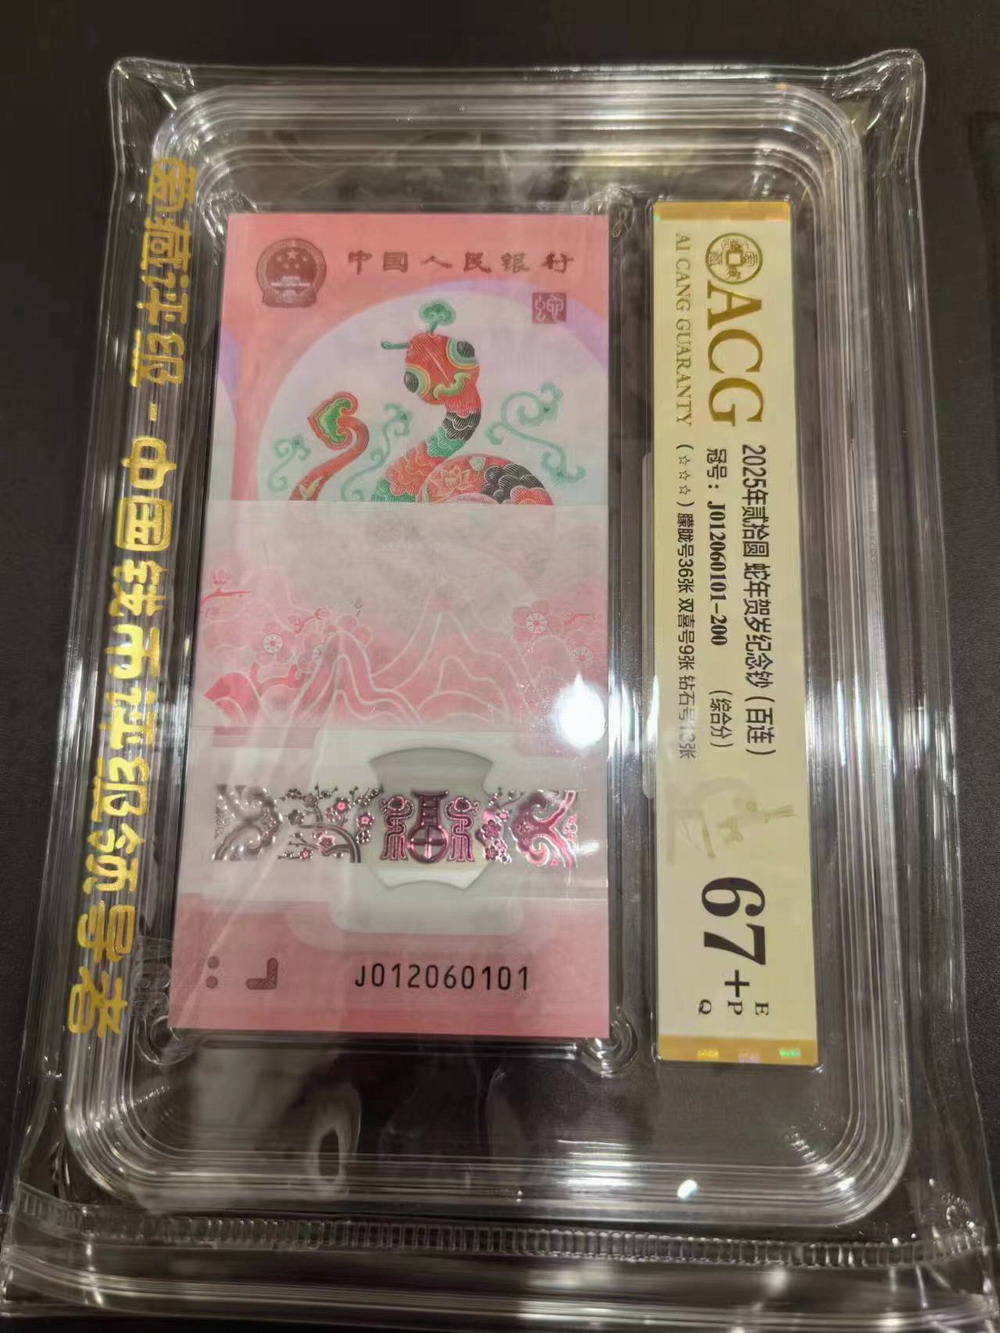 爱藏评级-中国钱币评级领导者
中国人民银行
J012060101
ACG
AI CANG GUARANTY
2025年贰拾圆 蛇年贺岁纪念钞（百连）
冠号：J012060101-200 （综合分）
（☆☆☆）朦胧号36张 双喜号9张 钻石号13张
67+
E
P
Q